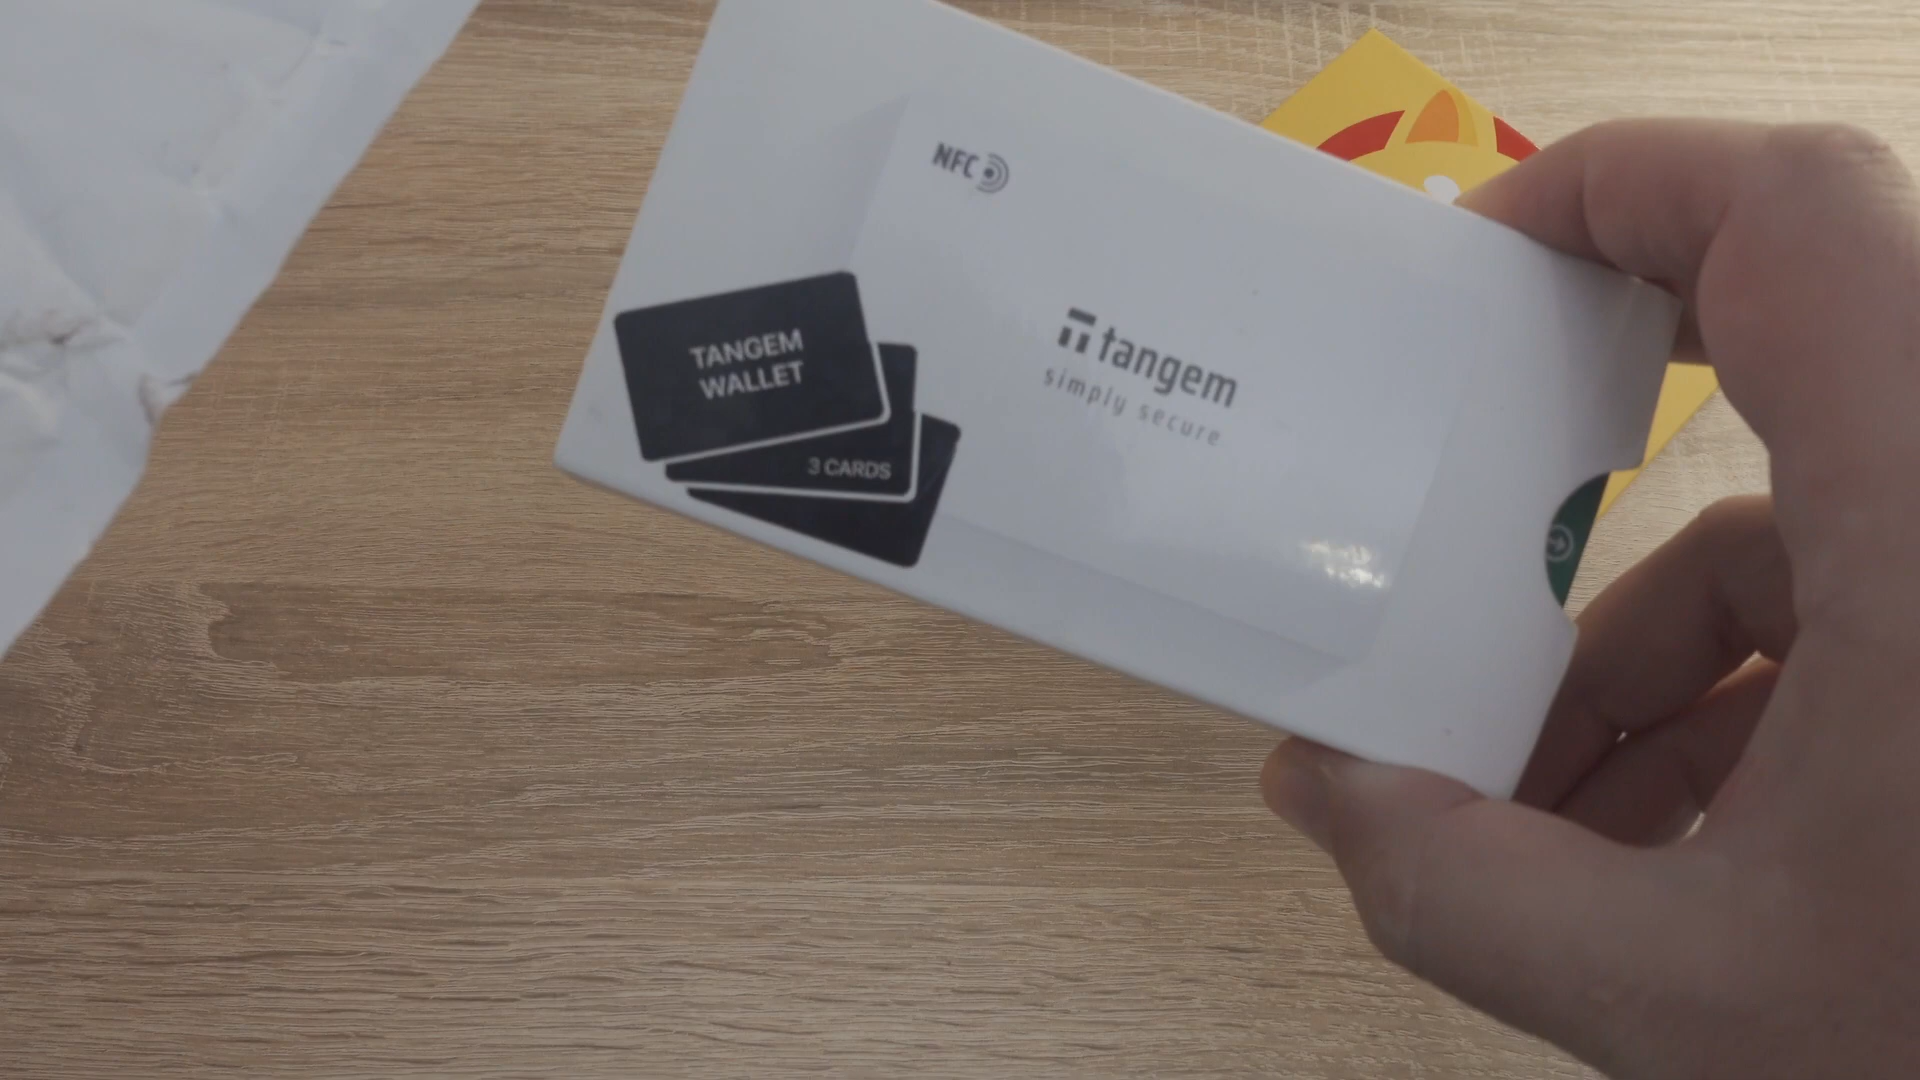 NFC
TANGEM
WALLET
3 CARDS
tangem
simply secure